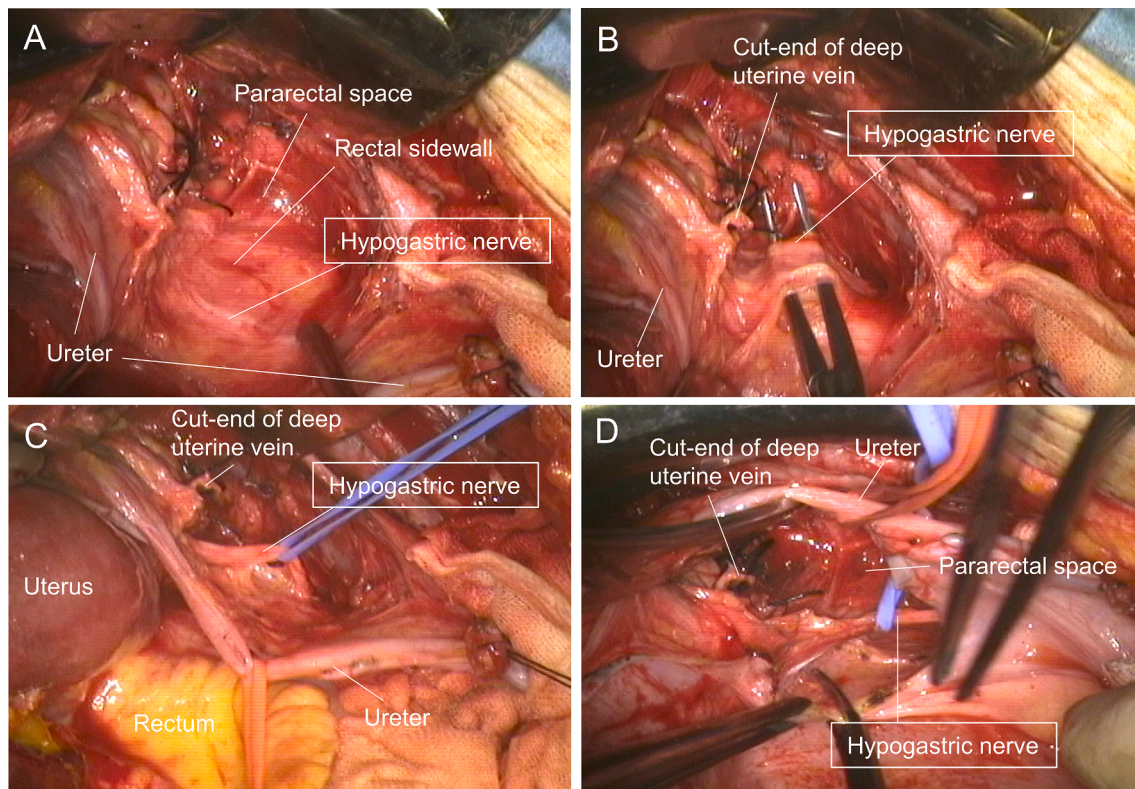 A
Pararectal space
Rectal sidewall
Hypogastric nerve
Ureter
B
Cut-end of deep
uterine vein
Hypogastric nerve
Ureter
C
Cut-end of deep
uterine vein
Hypogastric nerve
Uterus
Rectum
Ureter
D
Cut-end of deep
uterine vein
Ureter
Pararectal space
Hypogastric nerve